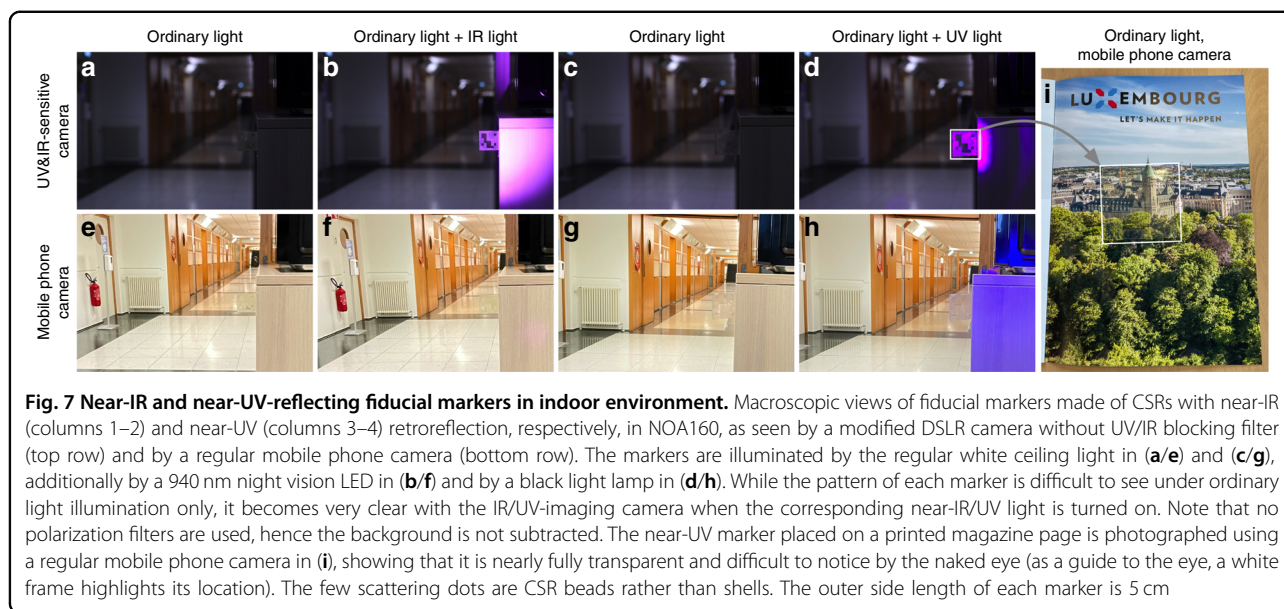 Ordinary light
Ordinary light + IR light
Ordinary light
Ordinary light + UV light
Ordinary light,
mobile phone camera
UV&IR-sensitive
camera
a
b
c
d
i
LUXEMBOURG
LET'S MAKE IT HAPPEN
Mobile phone
camera
e
f
g
h
Fig. 7 Near-IR and near-UV-reflecting fiducial markers in indoor environment. Macroscopic views of fiducial markers made of CSRs with near-IR
(columns 1–2) and near-UV (columns 3–4) retroreflection, respectively, in NOA160, as seen by a modified DSLR camera without UV/IR blocking filter
(top row) and by a regular mobile phone camera (bottom row). The markers are illuminated by the regular white ceiling light in (a/e) and (c/g),
additionally by a 940 nm night vision LED in (b/f) and by a black light lamp in (d/h). While the pattern of each marker is difficult to see under ordinary
light illumination only, it becomes very clear with the IR/UV-imaging camera when the corresponding near-IR/UV light is turned on. Note that no
polarization filters are used, hence the background is not subtracted. The near-UV marker placed on a printed magazine page is photographed using
a regular mobile phone camera in (i), showing that it is nearly fully transparent and difficult to notice by the naked eye (as a guide to the eye, a white
frame highlights its location). The few scattering dots are CSR beads rather than shells. The outer side length of each marker is 5 cm